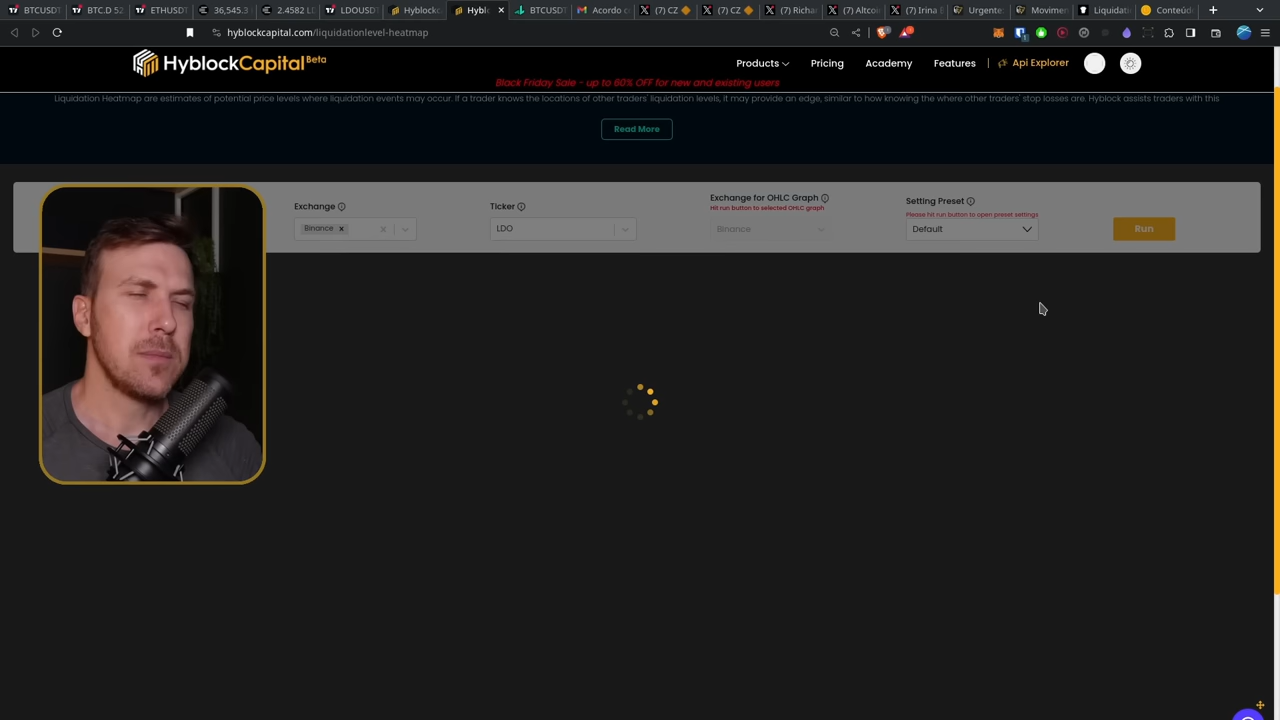 BTCUSDT
BTC.D 52
ETHUSDT
36,545.3
2.4582 LD
LDOUSDT
Hyblock
Hyblo
BTCUSDT
Acordo c
(7) CZ
(7) CZ
(7) Richa
(7) Altcoi
(7) Irina
Urgente
Movimen
Liquidati
Conteúd
hyblockcapital.com/liquidationlevel-heatmap
HyblockCapital Beta
Products
Pricing
Academy
Features
Api Explorer
Black Friday Sale - up to 60% OFF for new and existing users
Liquidation Heatmap are estimates of potential price levels where liquidation events may occur. If a trader knows the locations of other traders' liquidation levels, it may provide an edge, similar to how knowing the where other traders' stop losses are. Hyblock assists traders with this
Read More
Exchange
Binance
Ticker
LDO
Exchange for OHLC Graph
Hit run button to selected OHLC graph
Binance
Setting Preset
Please hit run button to open preset settings
Default
Run